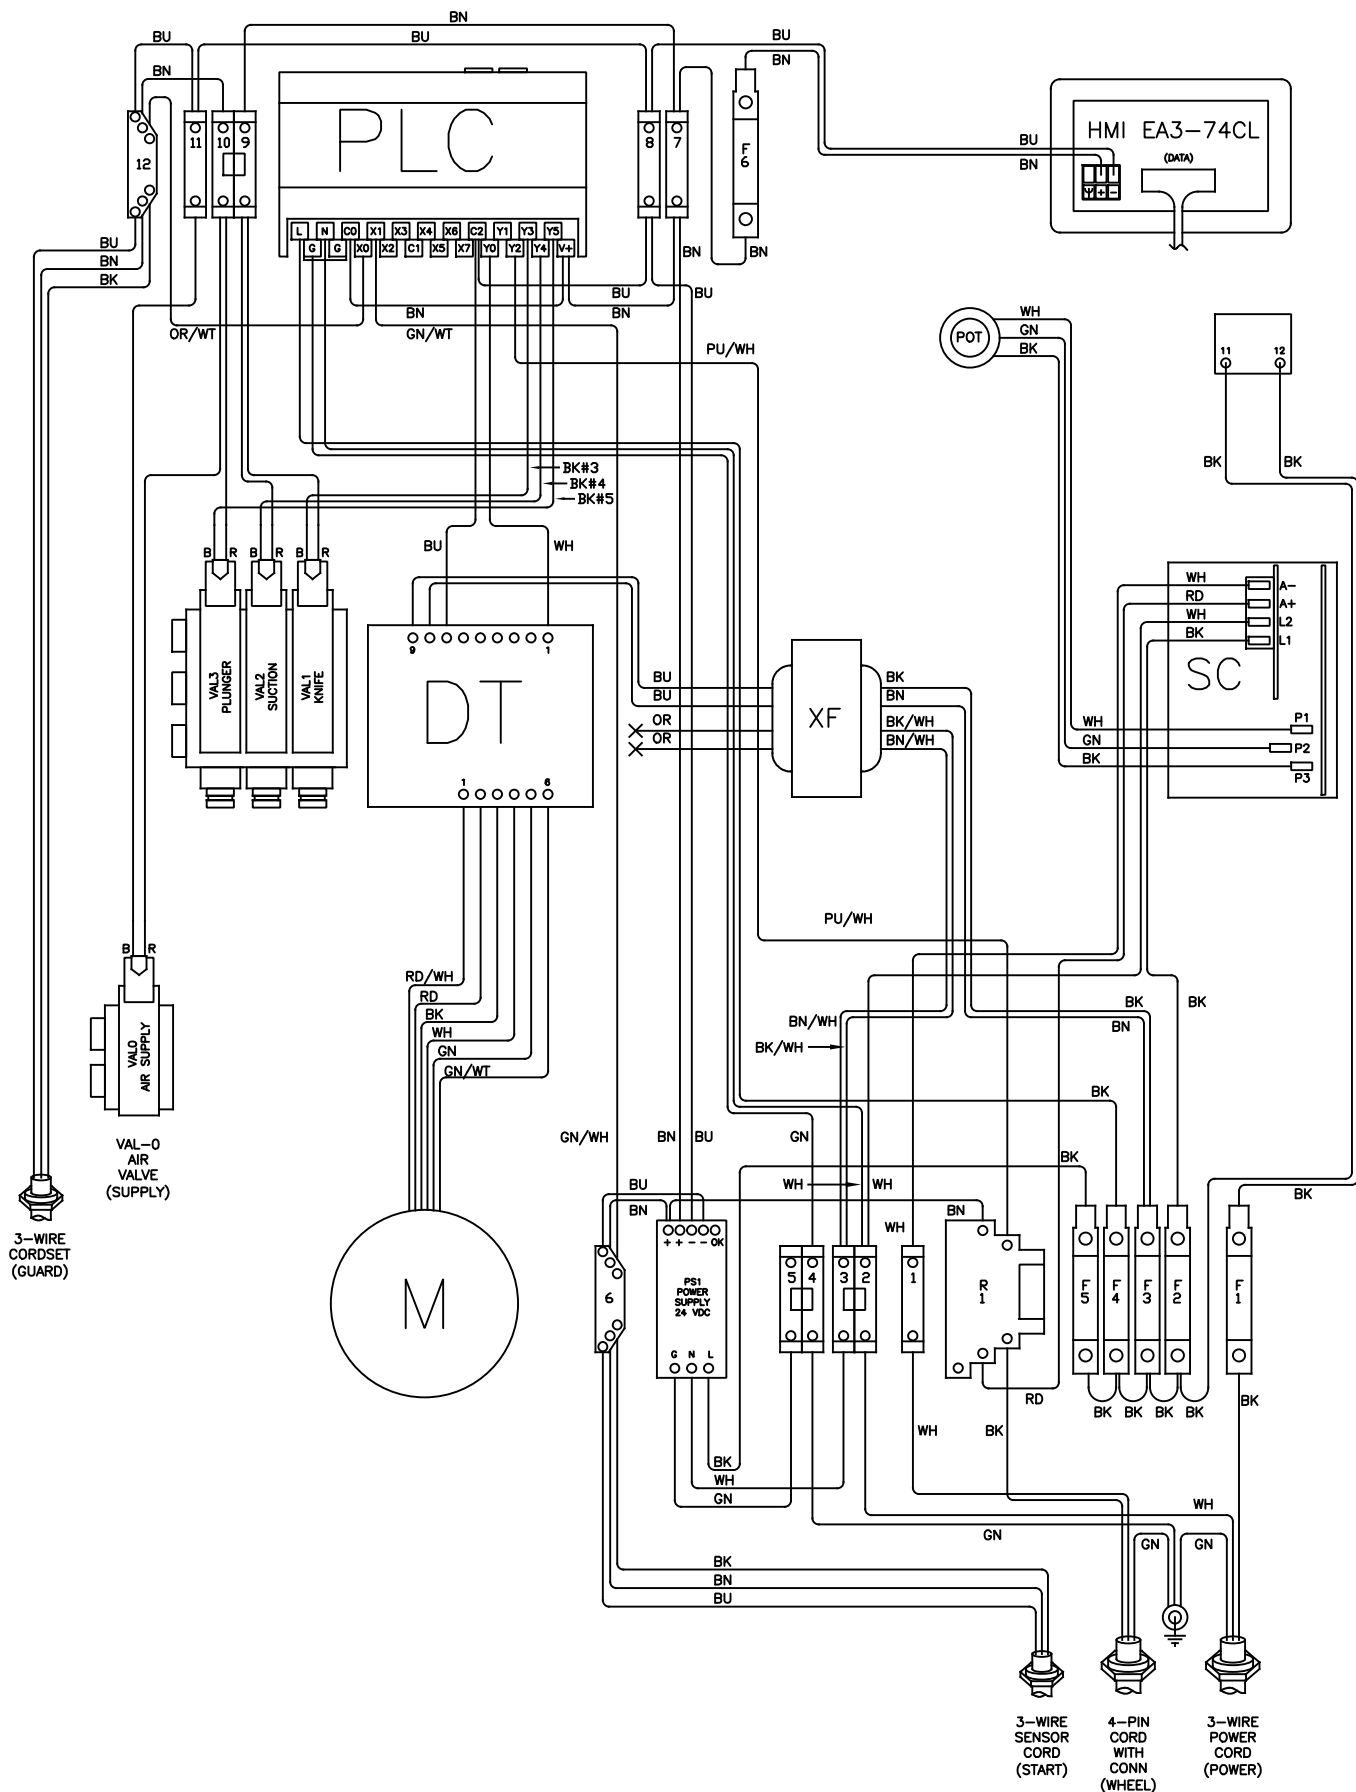 BN
BU
BU
BU
BN
BN
PLC
HMI EA3-74CL
(DATA)
Ψ + -
BU
BN
12
11
10
9
8
7
F
6
L N C0 X1 X3 X4 X6 C2 Y1 Y3 Y5
G G X0 X2 C1 X5 X7 Y0 Y2 Y4 V+
BU
BN
BK
BN
BN
BU
BU
BN
BN
OR/WT
GN/WT
PU/WH
POT
WH
GN
BK
11
12
BK
BK
BK#3
BK#4
BK#5
BU
WH
B R
B R
B R
VAL3
PLUNGER
VAL2
SUCTION
VAL1
KNIFE
9
1
DT
1
6
BU
BU
OR
OR
XF
BK
BN
BK/WH
BN/WH
WH
RD
WH
BK
A-
A+
L2
L1
SC
WH
GN
BK
P1
P2
P3
PU/WH
B R
VAL0
AIR SUPPLY
VAL-0
AIR
VALVE
(SUPPLY)
RD/WH
RD
BK
WH
GN
GN/WT
BN/WH
BK/WH
BK
BN
BK
BK
GN/WH
BN
BU
GN
BK
BK
BK
WH
WH
BU
BN
BN
WH
3-WIRE
CORDSET
(GUARD)
M
6
+ + - - OK
PS1
POWER
SUPPLY
24 VDC
G N L
5
4
3
2
1
R
1
F
5
F
4
F
3
F
2
F
1
RD
BK
BK
BK
BK
BK
WH
BK
BK
WH
GN
WH
GN
GN
GN
BK
BN
BU
3-WIRE
SENSOR
CORD
(START)
4-PIN
CORD
WITH
CONN
(WHEEL)
3-WIRE
POWER
CORD
(POWER)